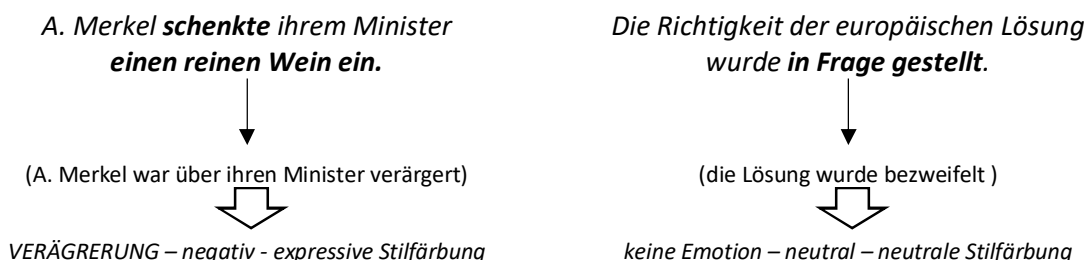 A. Merkel schenkte ihrem Minister
einen reinen Wein ein.
(A. Merkel war über ihren Minister verärgert)
VERÄGRERUNG – negativ - expressive Stilfärbung
Die Richtigkeit der europäischen Lösung
wurde in Frage gestellt.
(die Lösung wurde bezweifelt )
keine Emotion – neutral – neutrale Stilfärbung